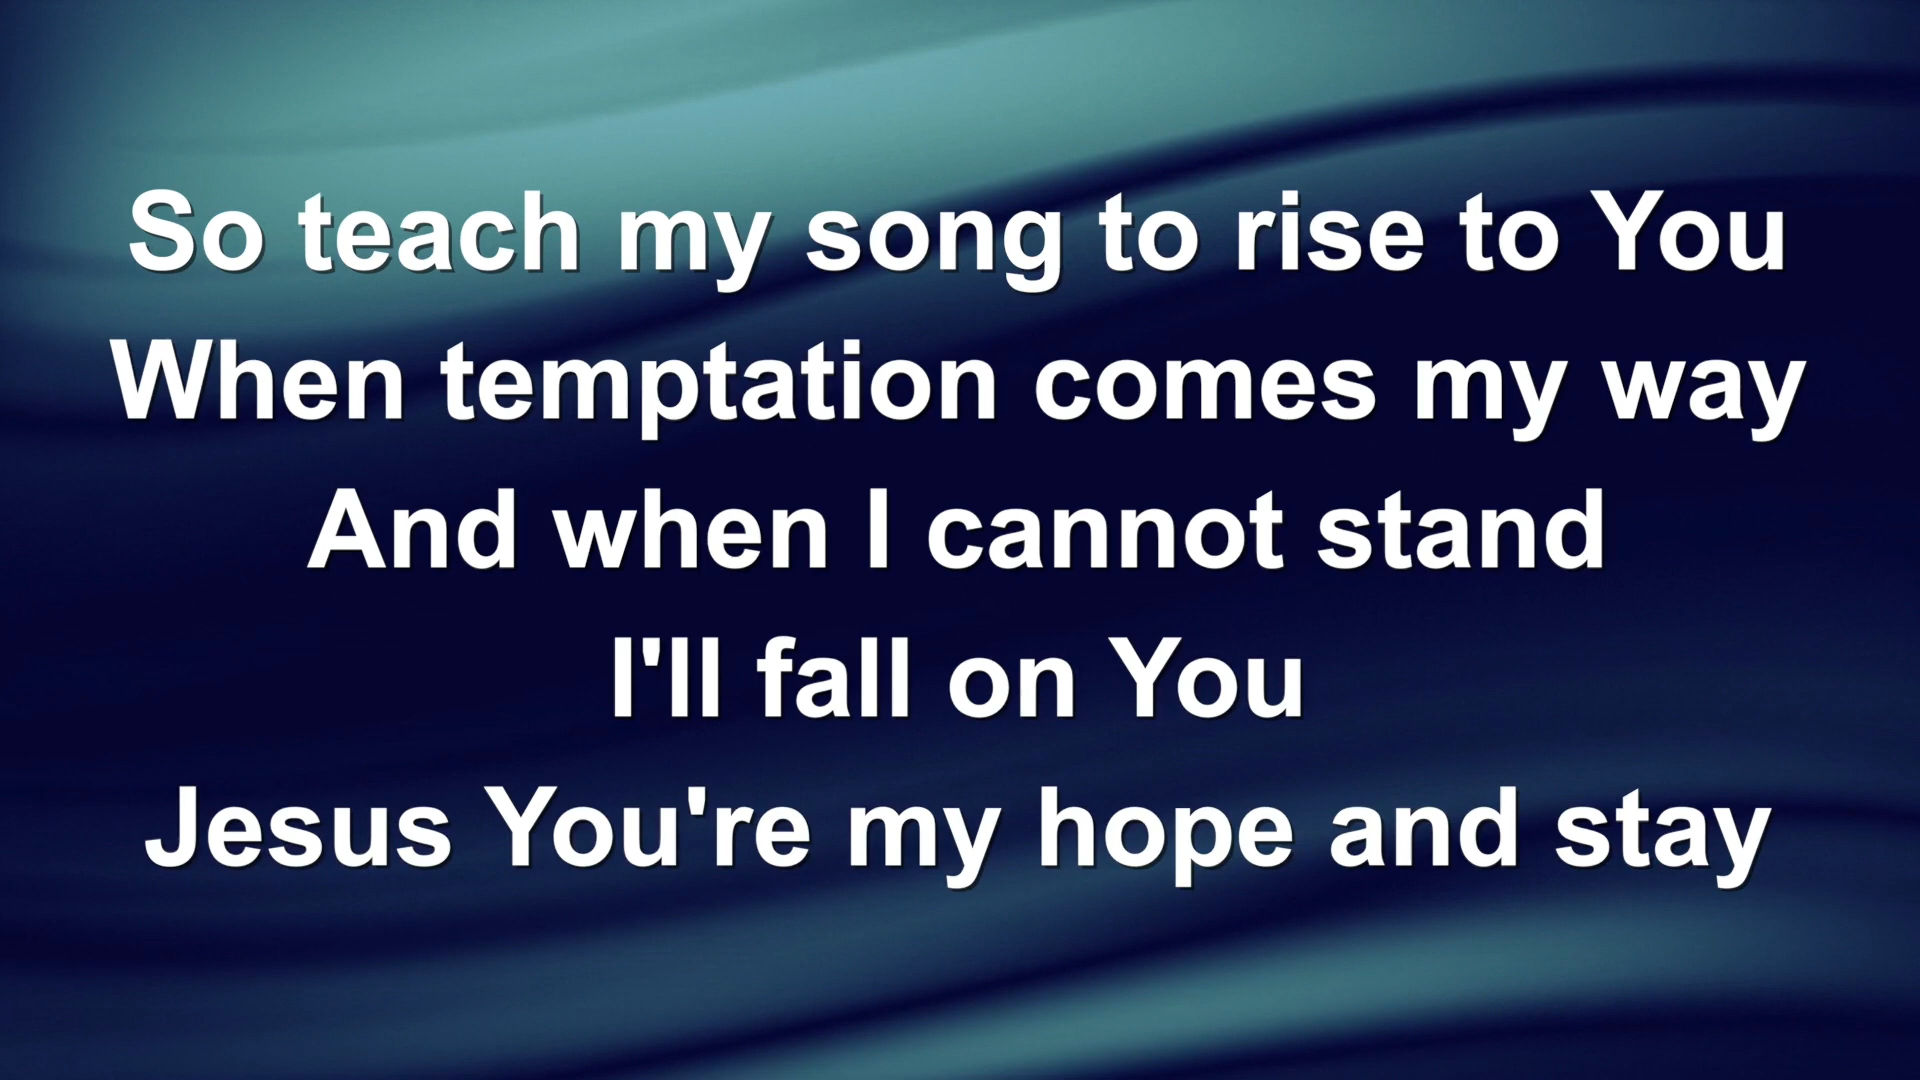 So teach my song to rise to You
When temptation comes my way
And when I cannot stand
I'll fall on You
Jesus You're my hope and stay